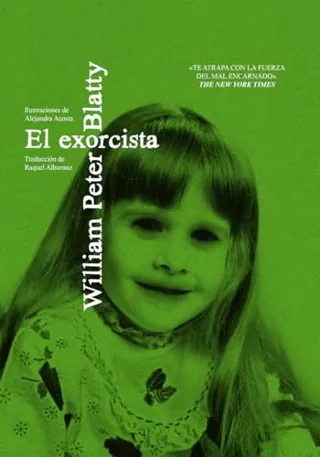 «TE ATRAPA CON LA FUERZA
DEL MAL ENCARNADO».
THE NEW YORK TIMES
Ilustraciones de
Alejandra Acosta
El exorcista
Traducción de
Raquel Albornoz
William Peter Blatty